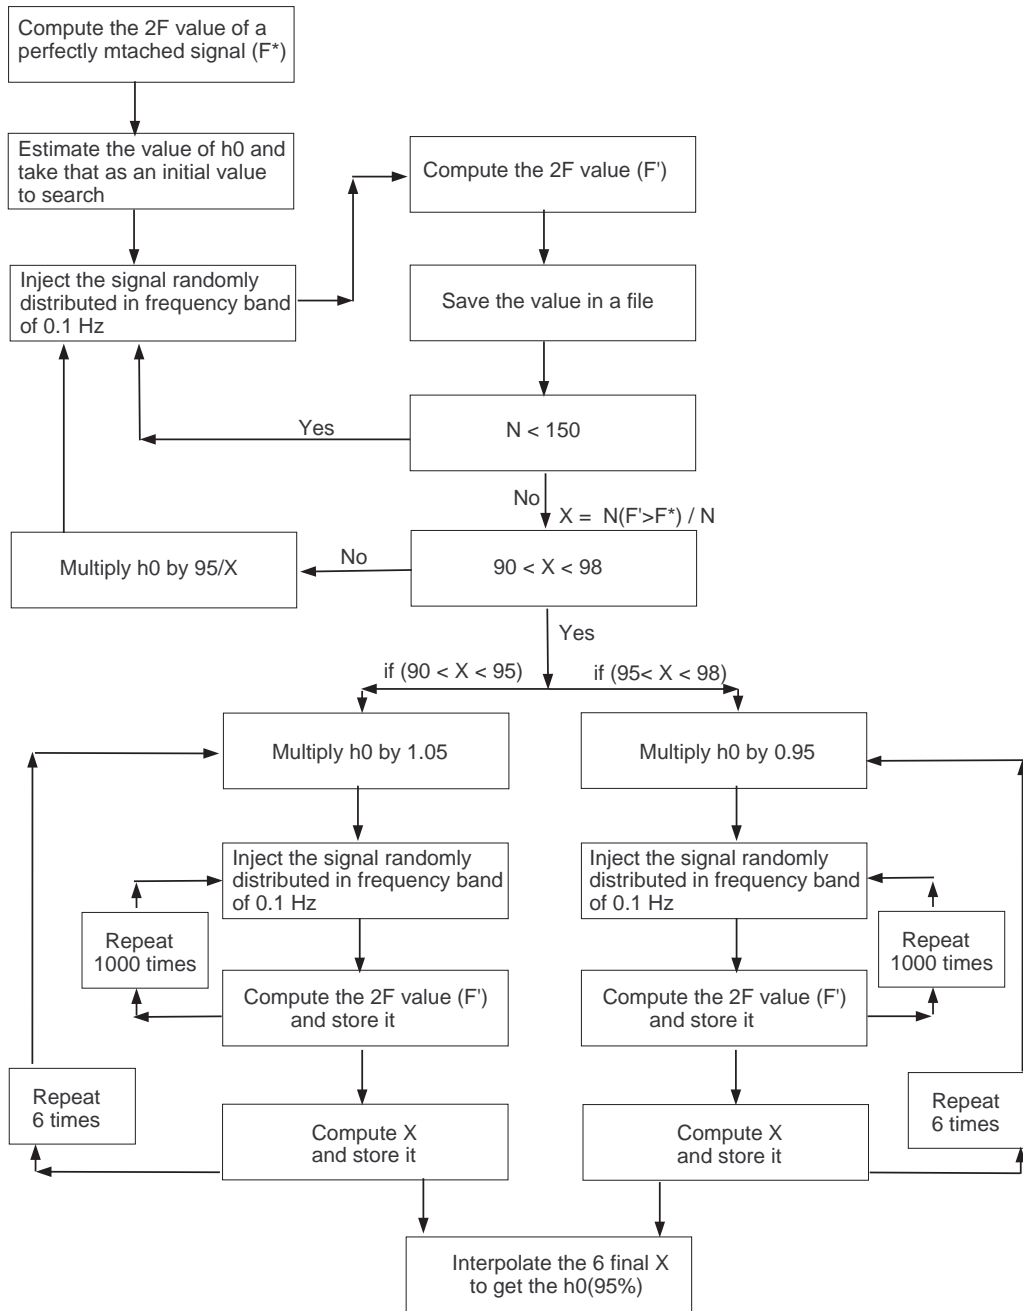 Compute the 2F value of a
perfectly mtached signal (F*)
Estimate the value of h0 and
take that as an initial value
to search
Inject the signal randomly
distributed in frequency band
of 0.1 Hz
Compute the 2F value (F')
Save the value in a file
Yes
N < 150
No
X = N(F'>F*) / N
Multiply h0 by 95/X
No
90 < X < 98
Yes
if (90 < X < 95)
if (95< X < 98)
Multiply h0 by 1.05
Multiply h0 by 0.95
Inject the signal randomly
distributed in frequency band
of 0.1 Hz
Inject the signal randomly
distributed in frequency band
of 0.1 Hz
Repeat
1000 times
Repeat
1000 times
Compute the 2F value (F')
and store it
Compute the 2F value (F')
and store it
Repeat
6 times
Repeat
6 times
Compute X
and store it
Compute X
and store it
Interpolate the 6 final X
to get the h0(95%)